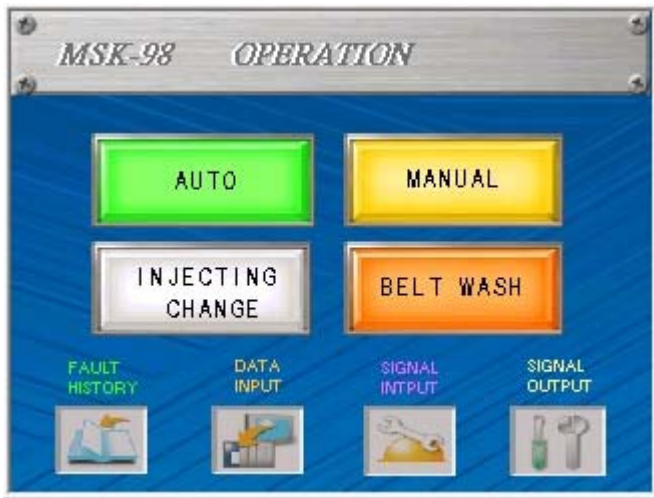 MSK-98 OPERATION
AUTO
MANUAL
INJECTING
CHANGE
BELT WASH
FAULT
HISTORY
DATA
INPUT
SIGNAL
INTPUT
SIGNAL
OUTPUT